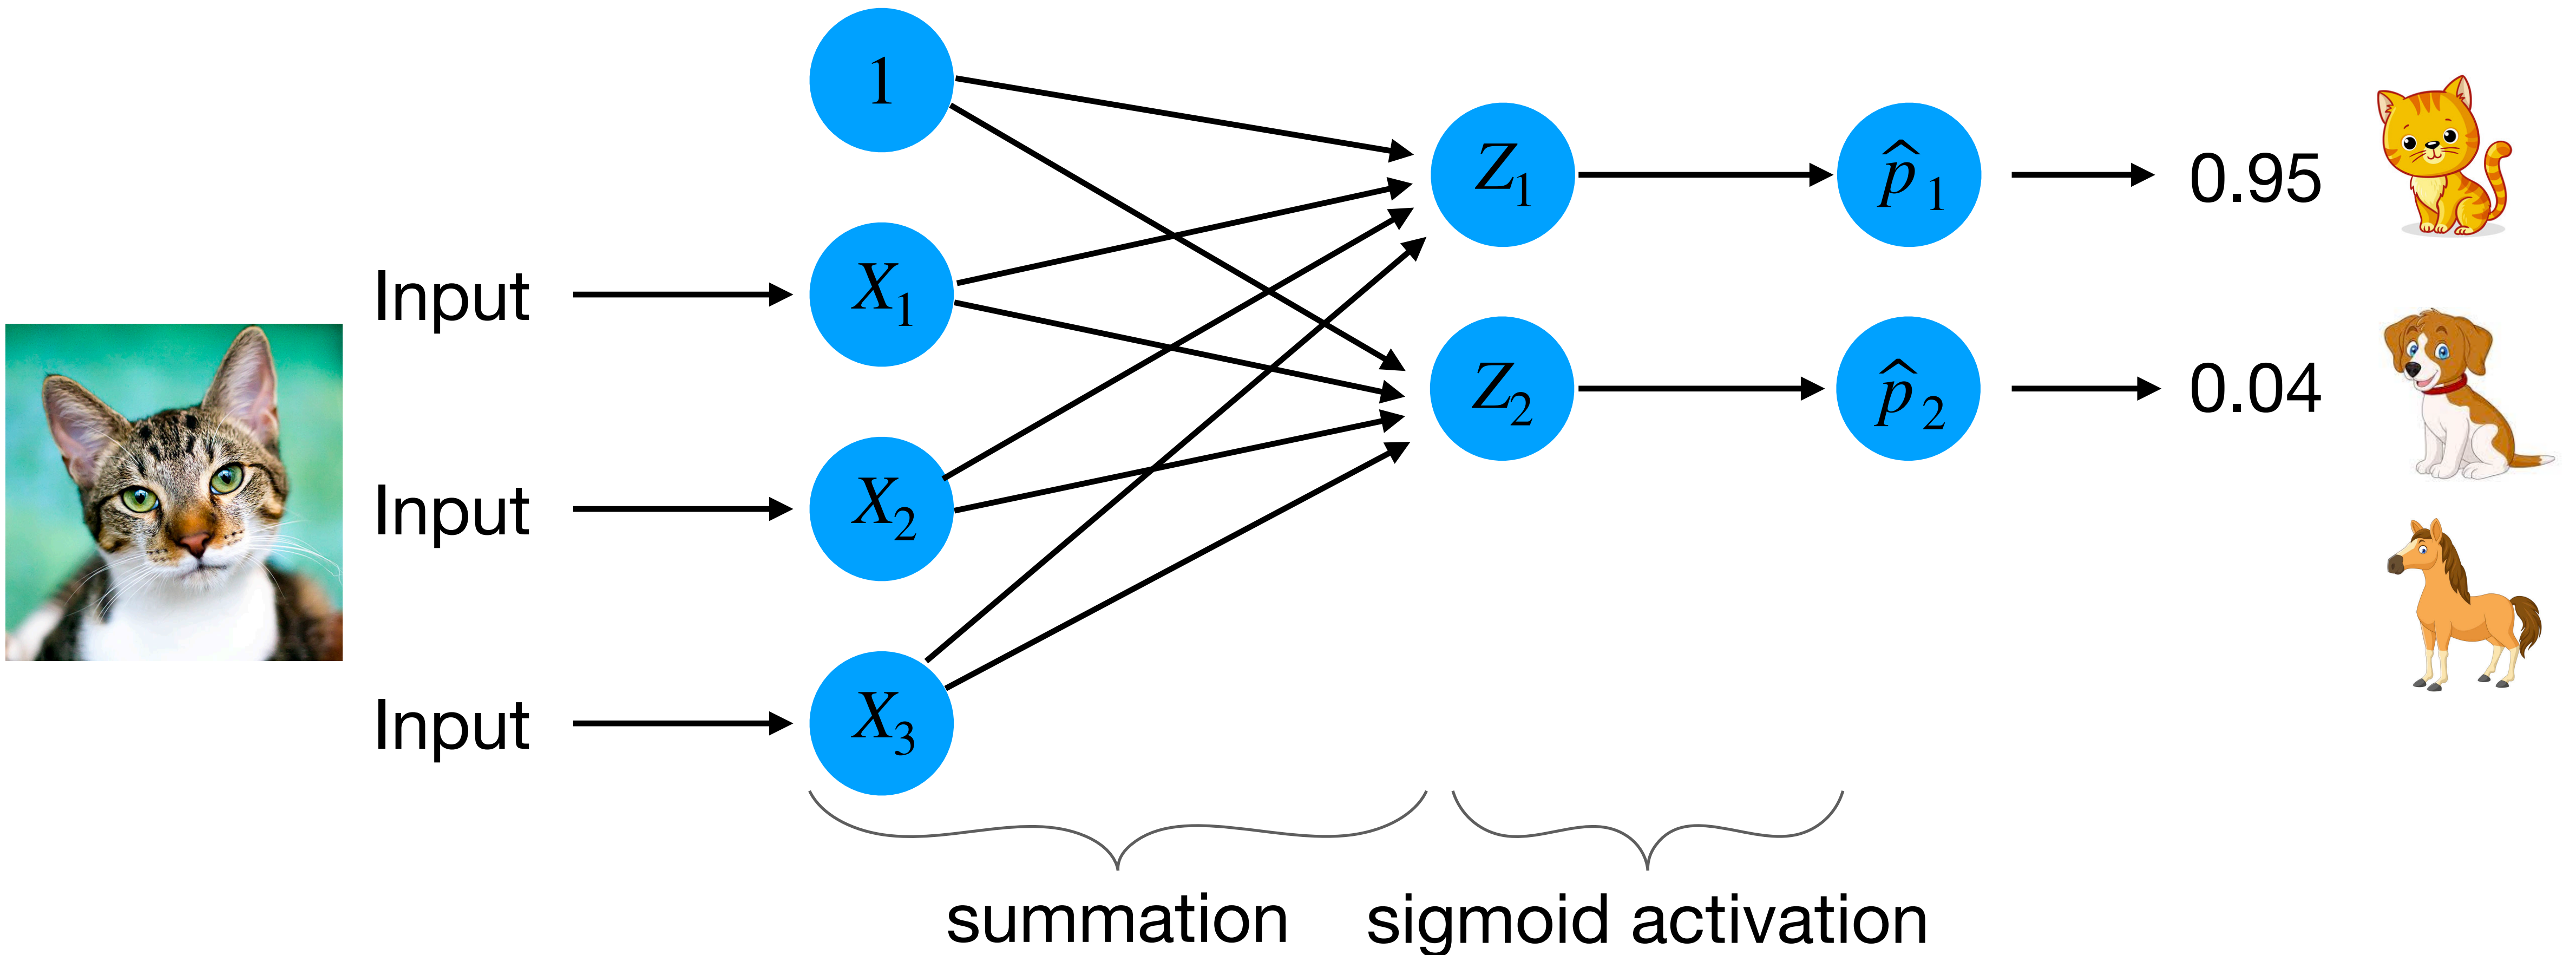 1
Input
X₁
Input
X₂
Input
X₃
Z₁
Z₂
p̂₁
p̂₂
0.95
0.04
summation
sigmoid activation